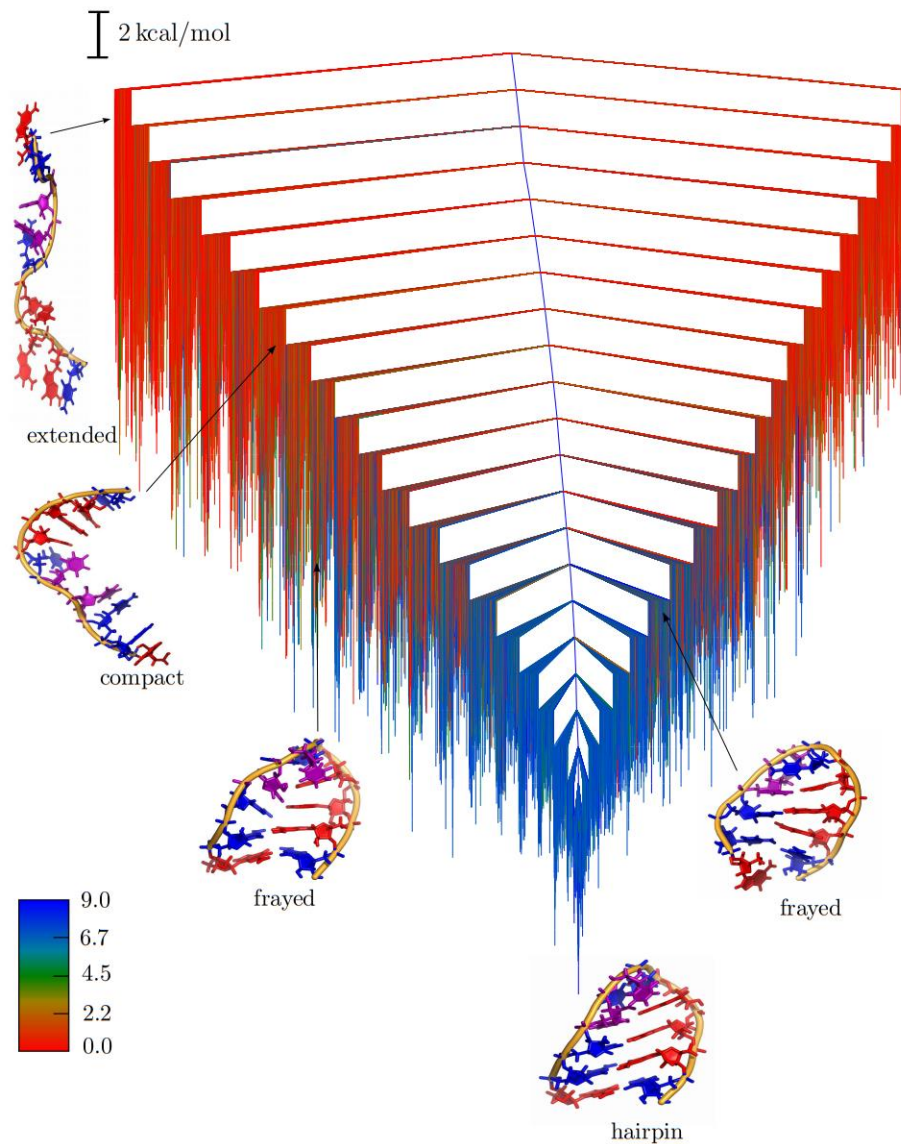 2 kcal/mol
extended
compact
frayed
frayed
9.0
6.7
4.5
2.2
0.0
hairpin